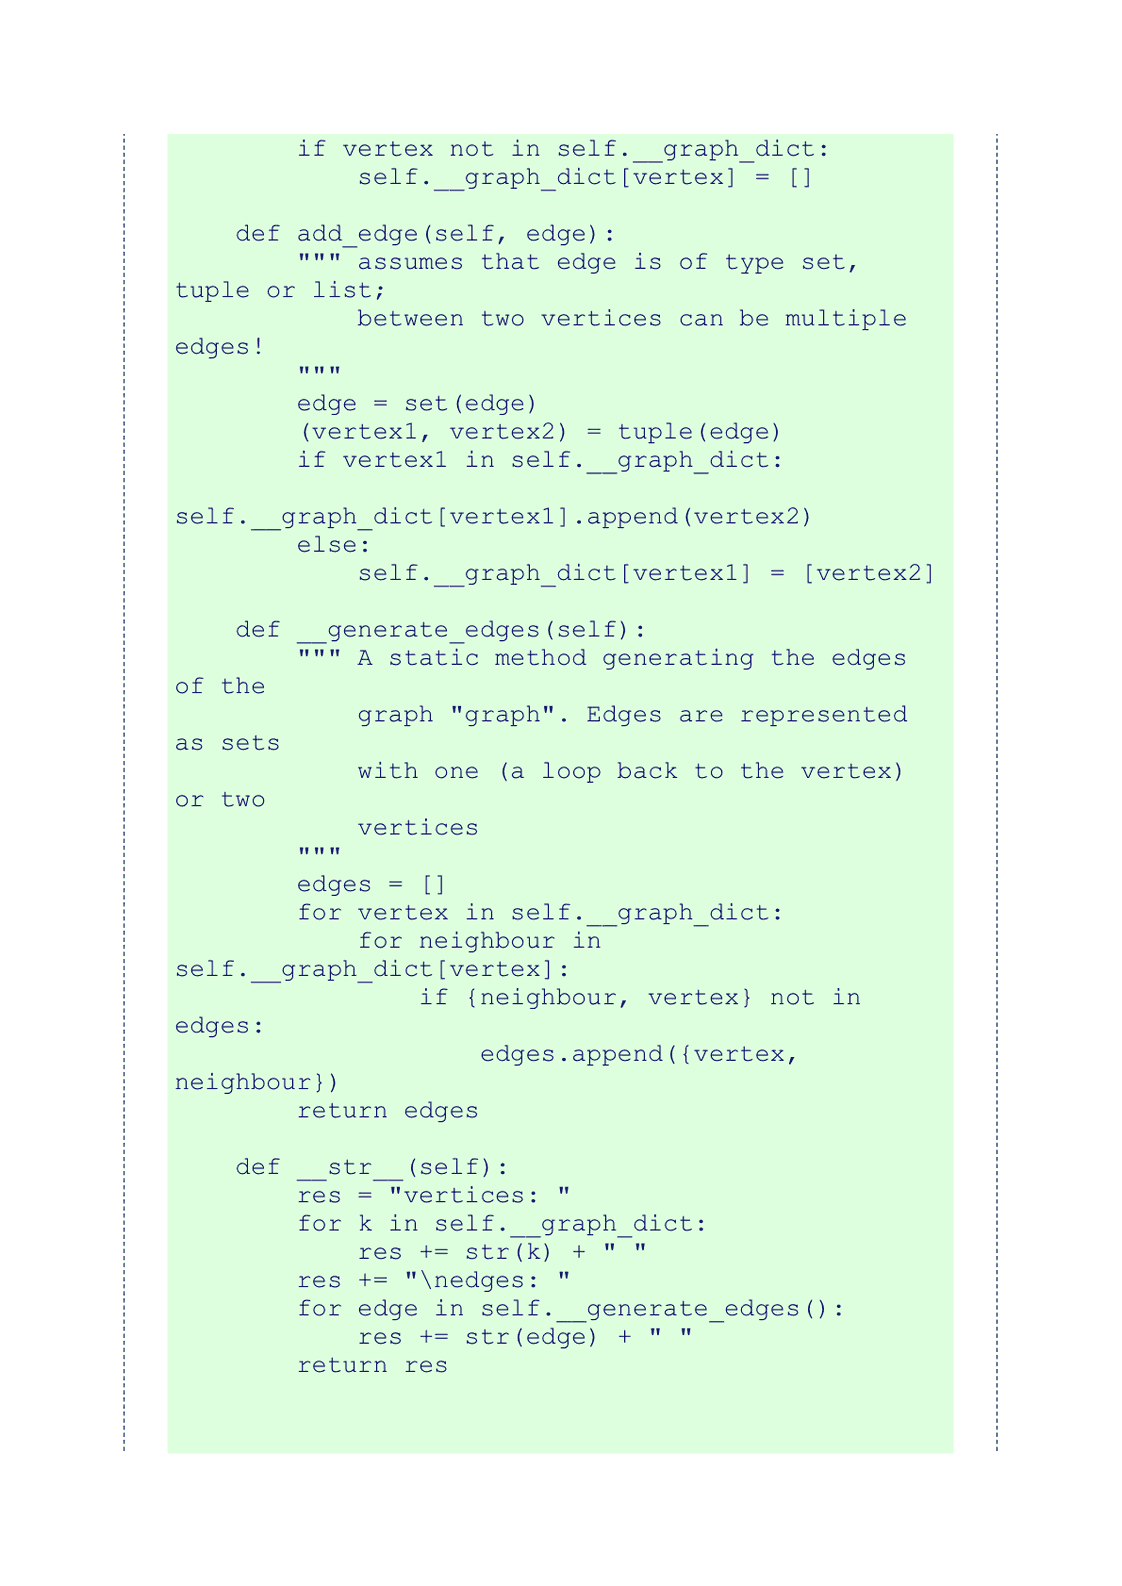 if vertex not in self.__graph_dict:
            self.__graph_dict[vertex] = []

    def add_edge(self, edge):
        """ assumes that edge is of type set,
tuple or list;
            between two vertices can be multiple
edges!
        """
        edge = set(edge)
        (vertex1, vertex2) = tuple(edge)
        if vertex1 in self.__graph_dict:

self.__graph_dict[vertex1].append(vertex2)
        else:
            self.__graph_dict[vertex1] = [vertex2]

    def __generate_edges(self):
        """ A static method generating the edges
of the
            graph "graph". Edges are represented
as sets
            with one (a loop back to the vertex)
or two
            vertices
        """
        edges = []
        for vertex in self.__graph_dict:
            for neighbour in
self.__graph_dict[vertex]:
                if {neighbour, vertex} not in
edges:
                    edges.append({vertex,
neighbour})
        return edges

    def __str__(self):
        res = "vertices: "
        for k in self.__graph_dict:
            res += str(k) + " "
        res += "\nedges: "
        for edge in self.__generate_edges():
            res += str(edge) + " "
        return res